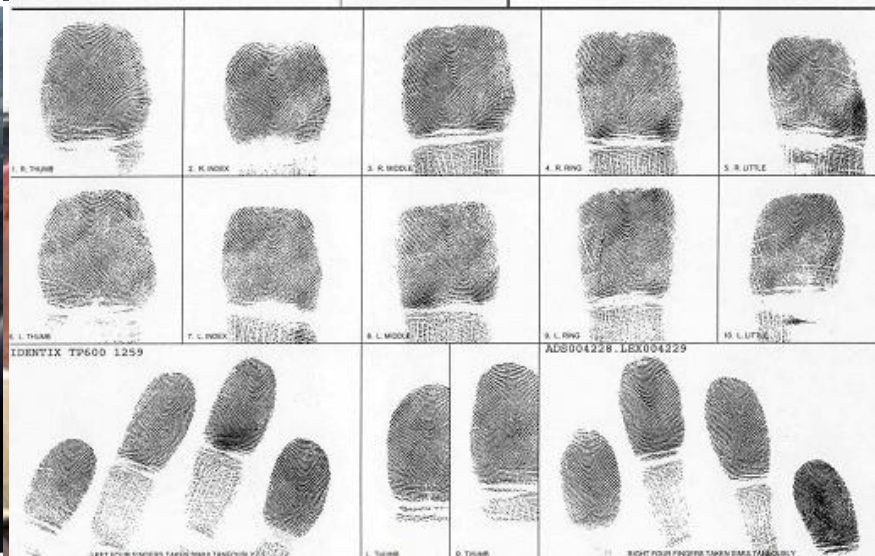 1. R. THUMB
2. R. INDEX
3. R. MIDDLE
4. R. RING
5. R. LITTLE
6. L. THUMB
7. L. INDEX
8. L. MIDDLE
9. L. RING
10. L. LITTLE
IDENTIX TP600 1259
ADS004228.LEX004229
LEFT FOUR FINGERS TAKEN SIMULTANEOUSLY
L. THUMB
R. THUMB
RIGHT FOUR FINGERS TAKEN SIMULTANEOUSLY